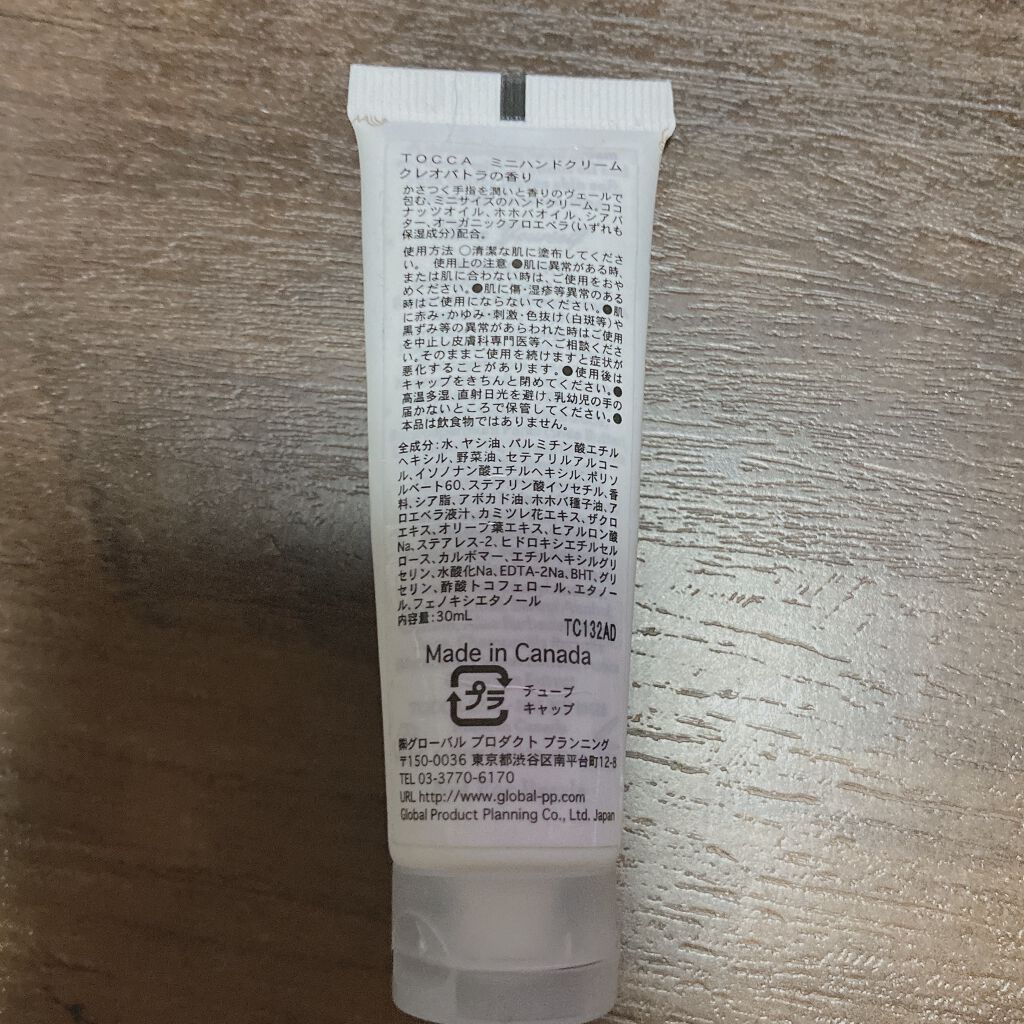 TOCCA ミニハンドクリーム
クレオパトラの香り
かさつく手指を潤いと香りのヴェールで
包む、ミニサイズのハンドクリーム、ココ
ナッツオイル、ホホバオイル、シアバ
ター、オーガニックアロエベラ(いずれも
保湿成分)配合。
使用方法 ○清潔な肌に塗布してくださ
い。 使用上の注意 ●肌に異常がある時、
または肌に合わない時は、ご使用をおや
めください。●肌に傷・湿疹等異常のある
時はご使用にならないでください。●肌
に赤み・かゆみ・刺激・色抜け(白斑等)や
黒ずみ等の異常があらわれた時はご使用
を中止し皮膚科専門医等へご相談くださ
い。そのままご使用を続けますと症状が
悪化することがあります。●使用後は
キャップをきちんと閉めてください。●
高温多湿、直射日光を避け、乳幼児の手の
届かないところで保管してください。●
本品は飲食物ではありません。
全成分:水、ヤシ油、パルミチン酸エチル
ヘキシル、野菜油、セテアリルアルコー
ル、イソノナン酸エチルヘキシル、ポリソ
ルベート60、ステアリン酸イソセチル、香
料、シア脂、アボカド油、ホホバ種子油、ア
ロエベラ液汁、カミツレ花エキス、ザクロ
エキス、オリーブ葉エキス、ヒアルロン酸
Na、ステアレス-2、ヒドロキシエチルセル
ロース、カルボマー、エチルヘキシルグリ
セリン、水酸化Na、EDTA-2Na、BHT、グリ
セリン、酢酸トコフェロール、エタノー
ル、フェノキシエタノール
内容量:30mL
TC132AD
Made in Canada
プラ
チューブ
キャップ
㈱グローバル プロダクト プランニング
〒150-0036 東京都渋谷区南平台町12-8
TEL 03-3770-6170
URL http://www.global-pp.com
Global Product Planning Co., Ltd. Japan